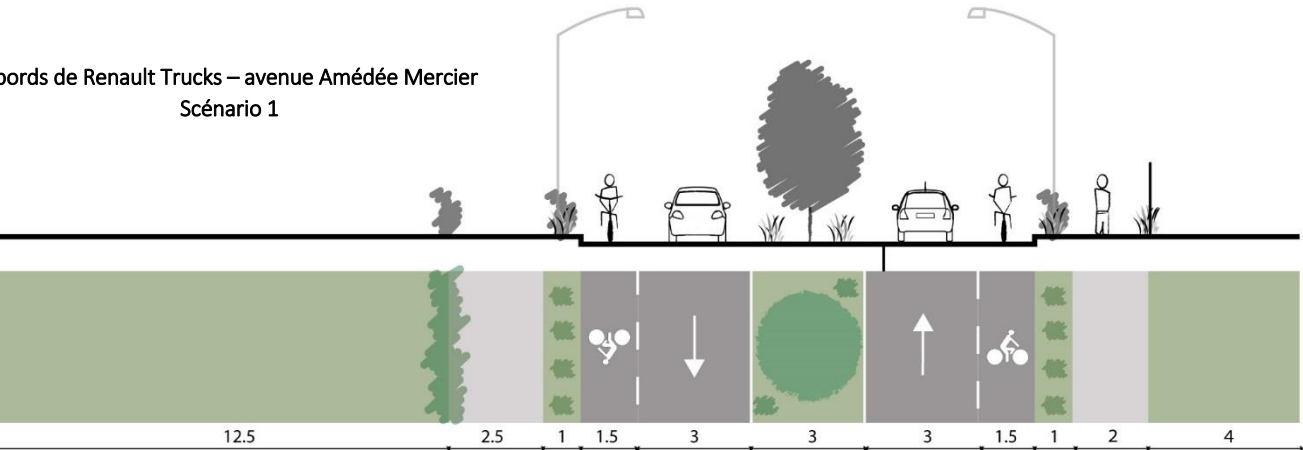 bords de Renault Trucks – avenue Amédée Mercier
Scénario 1
12.5 2.5 1 1.5 3 3 3 1.5 1 2 4